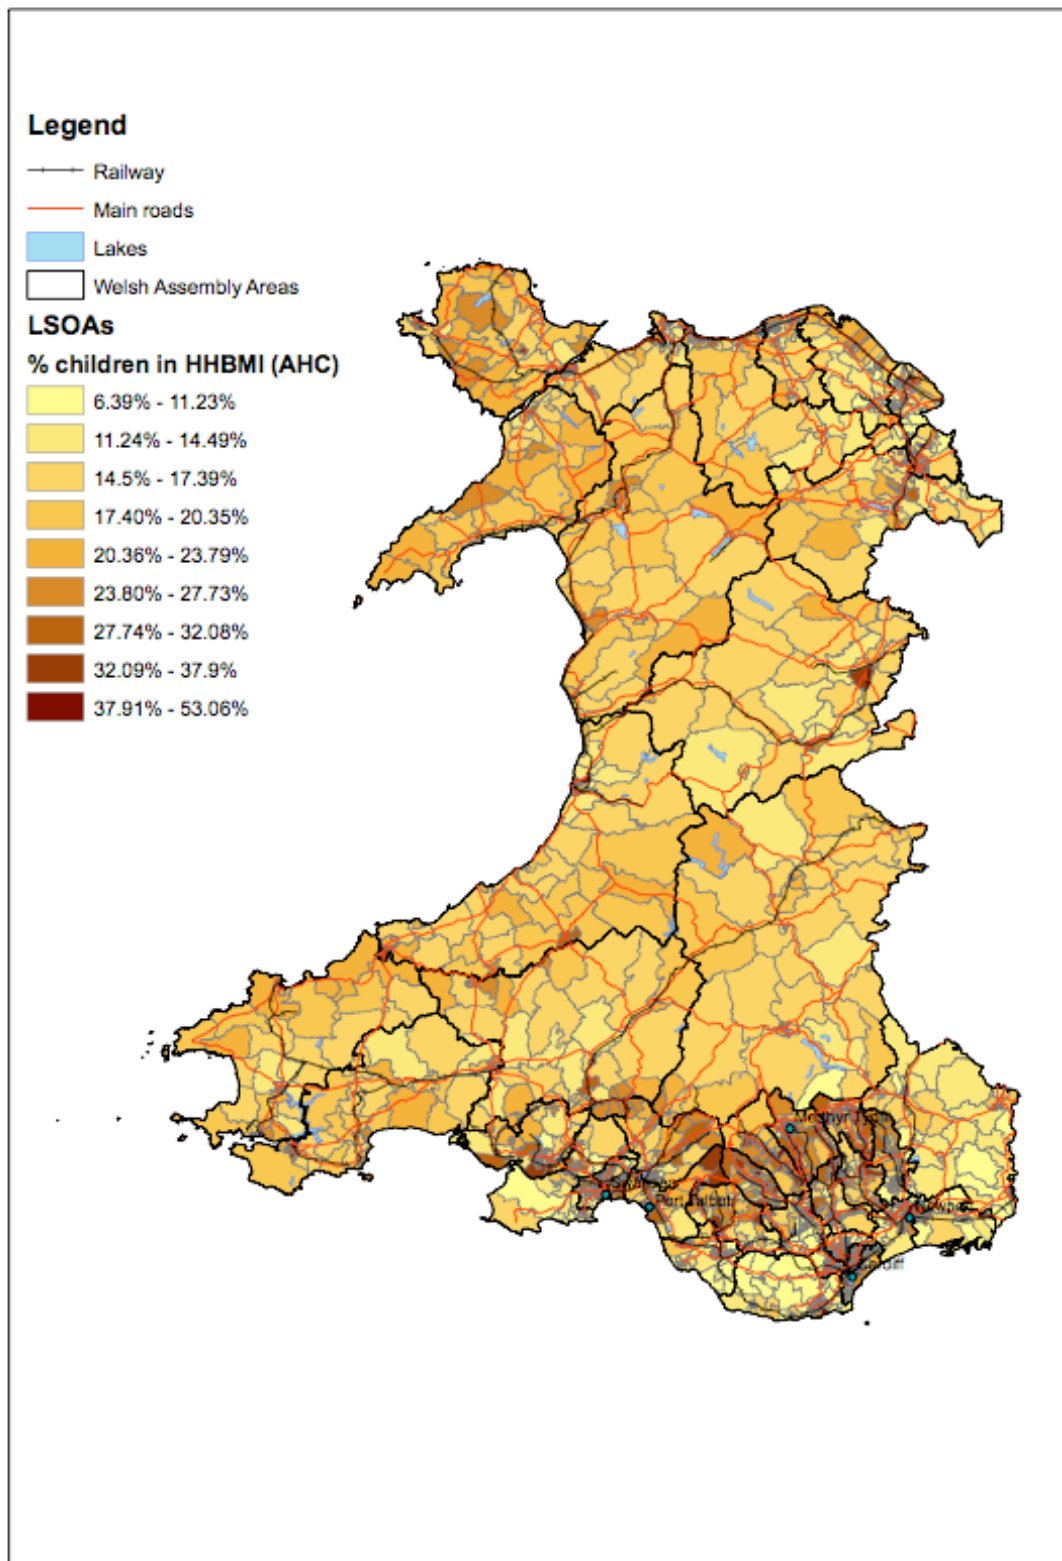 Legend
Railway
Main roads
Lakes
Welsh Assembly Areas
LSOAs
% children in HHBMI (AHC)
6.39% - 11.23%
11.24% - 14.49%
14.5% - 17.39%
17.40% - 20.35%
20.36% - 23.79%
23.80% - 27.73%
27.74% - 32.08%
32.09% - 37.9%
37.91% - 53.06%
Port Talbot
Cardiff